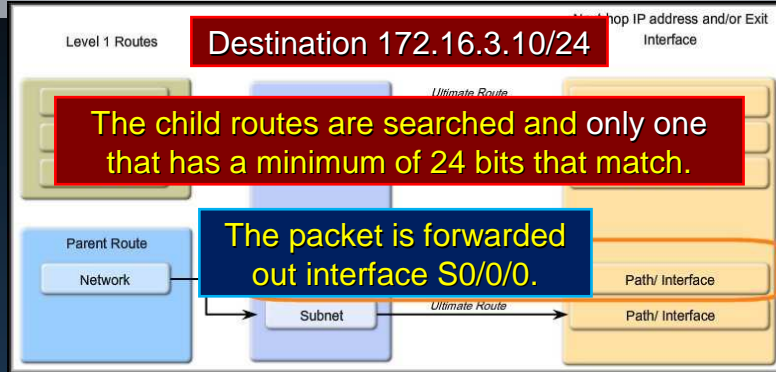 Level 1 Routes
Destination 172.16.3.10/24
hop IP address and/or Exit
Interface
Ultimate Route
The child routes are searched and only one
that has a minimum of 24 bits that match.
Parent Route
Network
The packet is forwarded
out interface S0/0/0.
Path/ Interface
Subnet
Ultimate Route
Path/ Interface